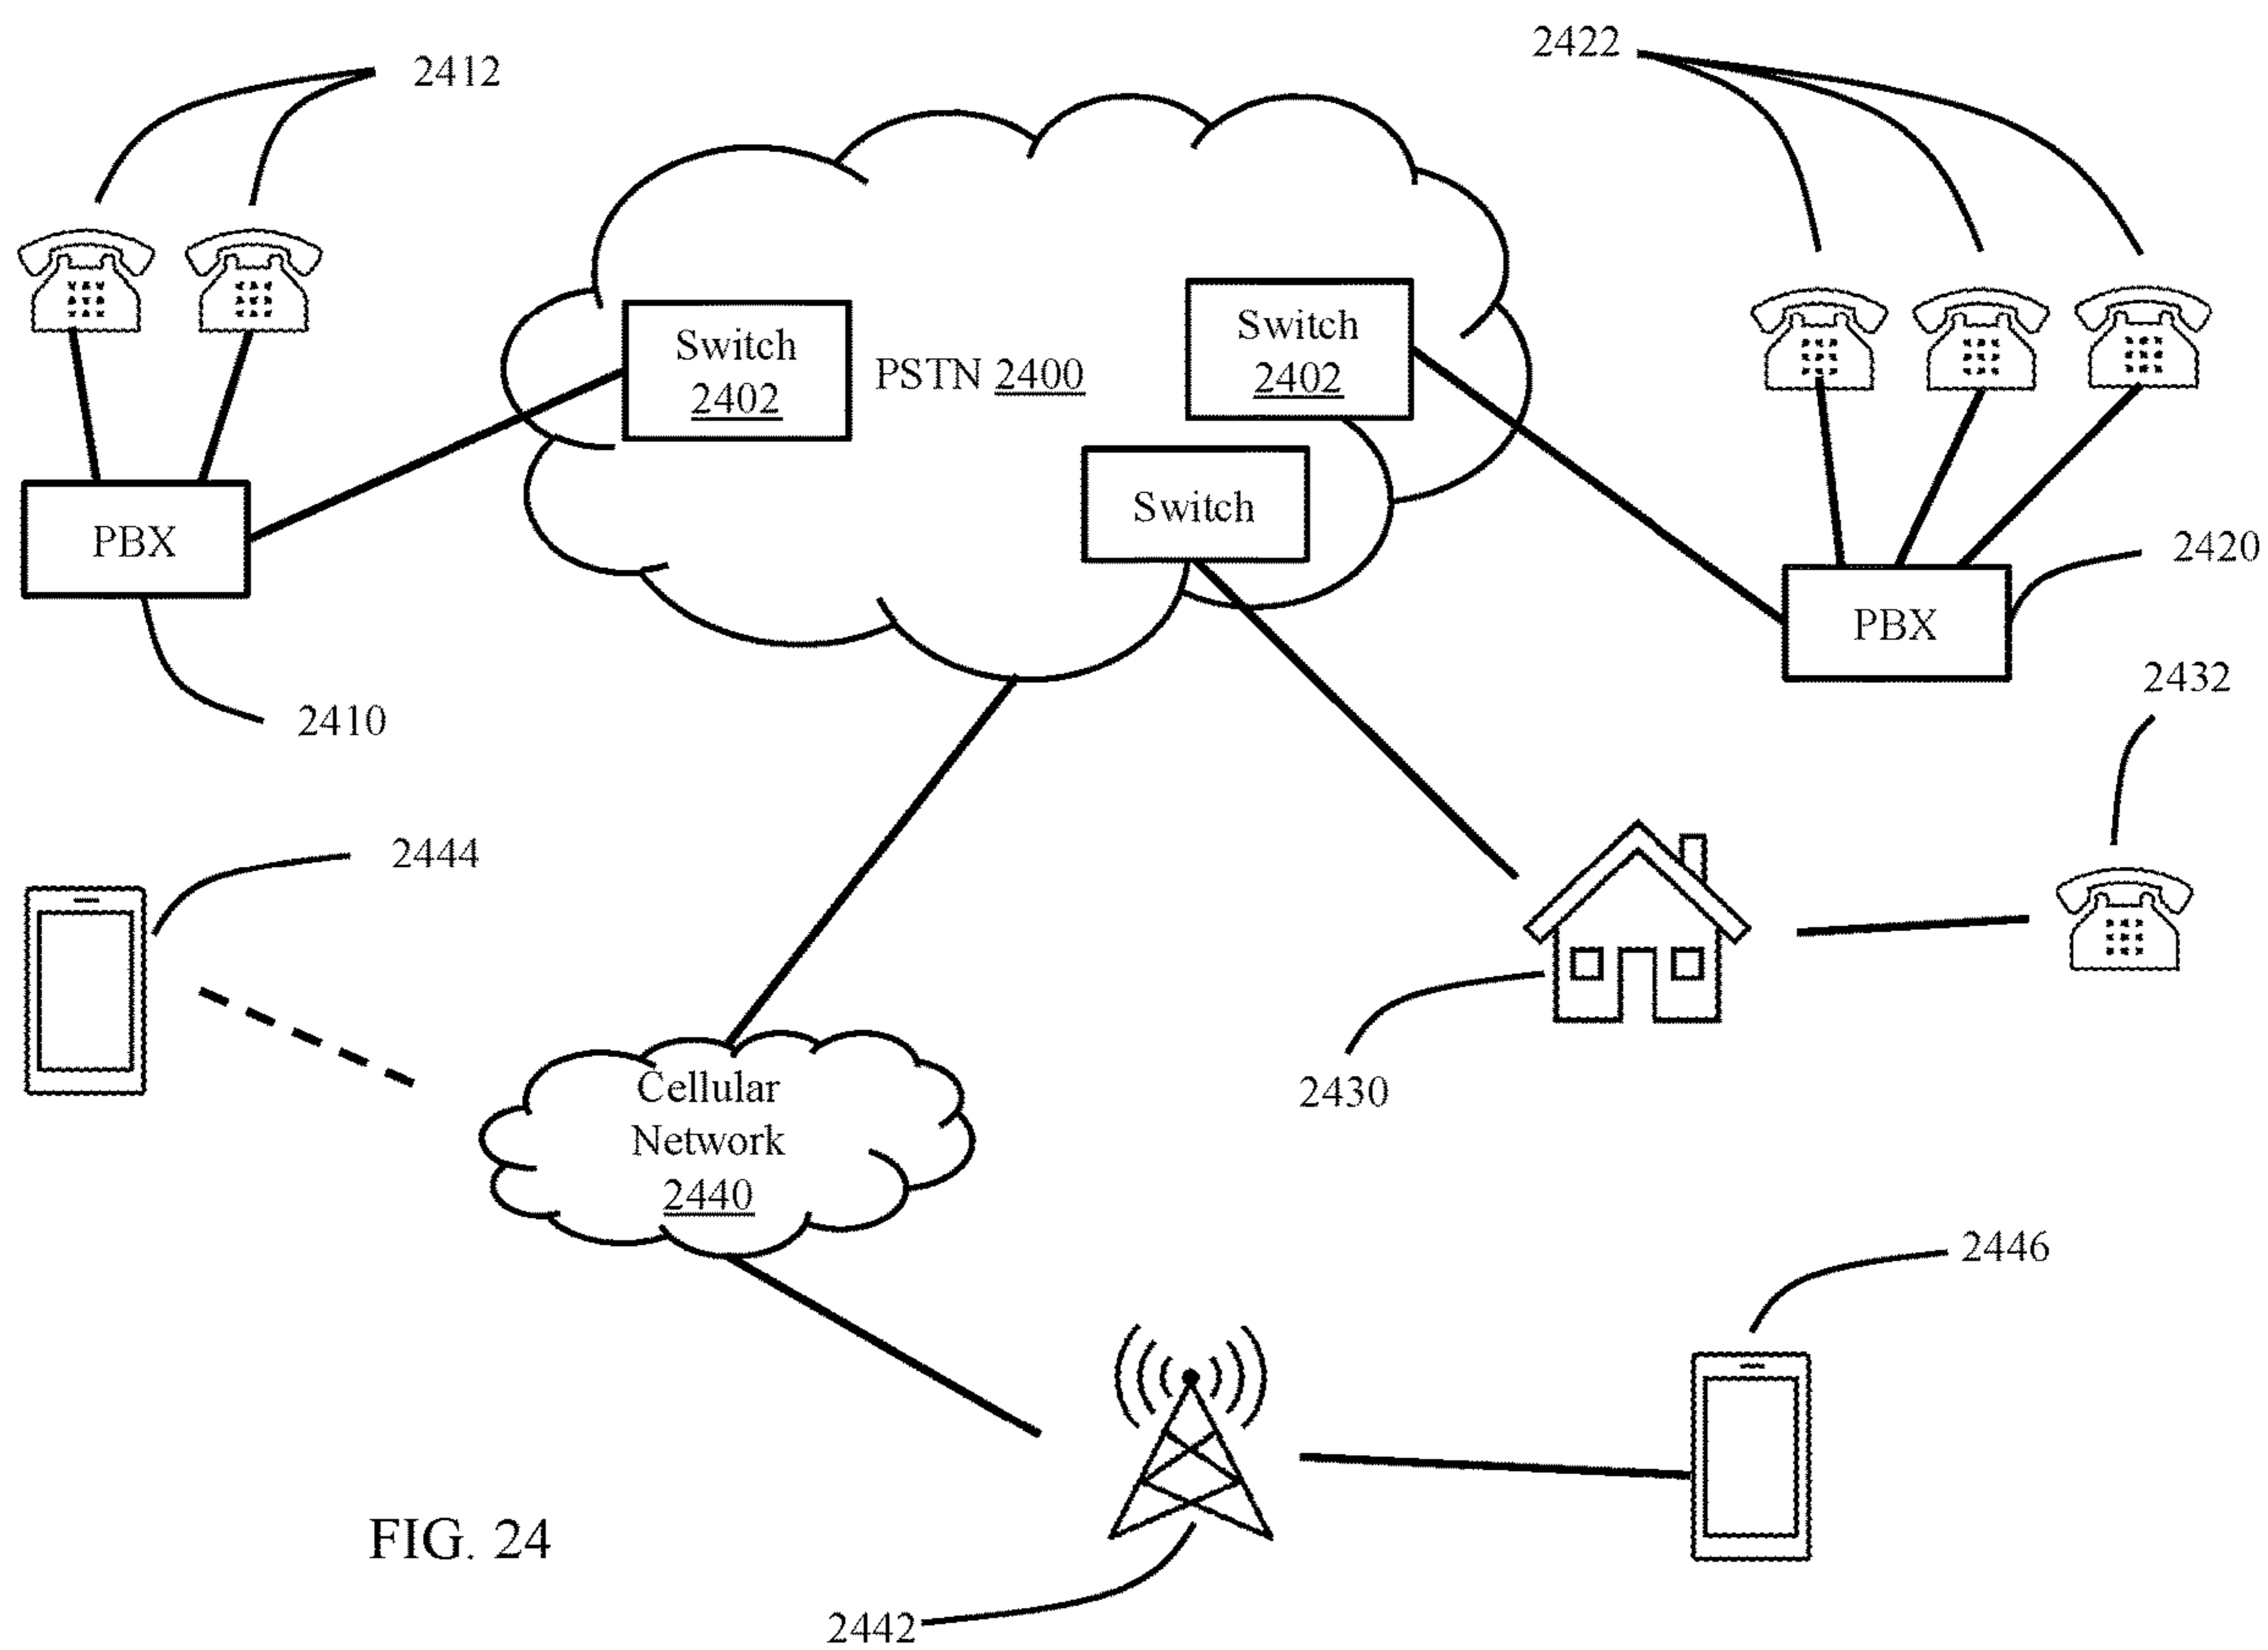 2412
2422
Switch
2402
PSTN 2400
Switch
2402
Switch
PBX
2410
PBX
2420
2432
2444
2430
Cellular
Network
2440
2446
2442
FIG. 24